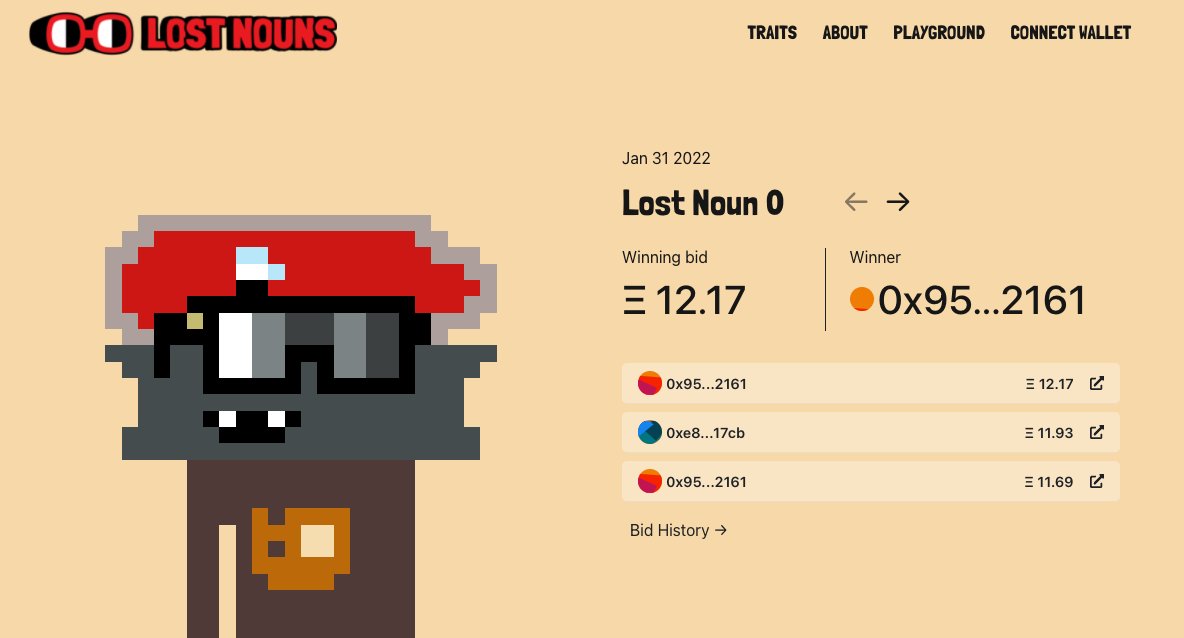 LOST NOUNS
TRAITS ABOUT PLAYGROUND CONNECT WALLET
Jan 31 2022
Lost Noun 0 ← →
Winning bid
Ξ 12.17
Winner
0x95...2161
0x95...2161 Ξ 12.17
0xe8...17cb Ξ 11.93
0x95...2161 Ξ 11.69
Bid History →